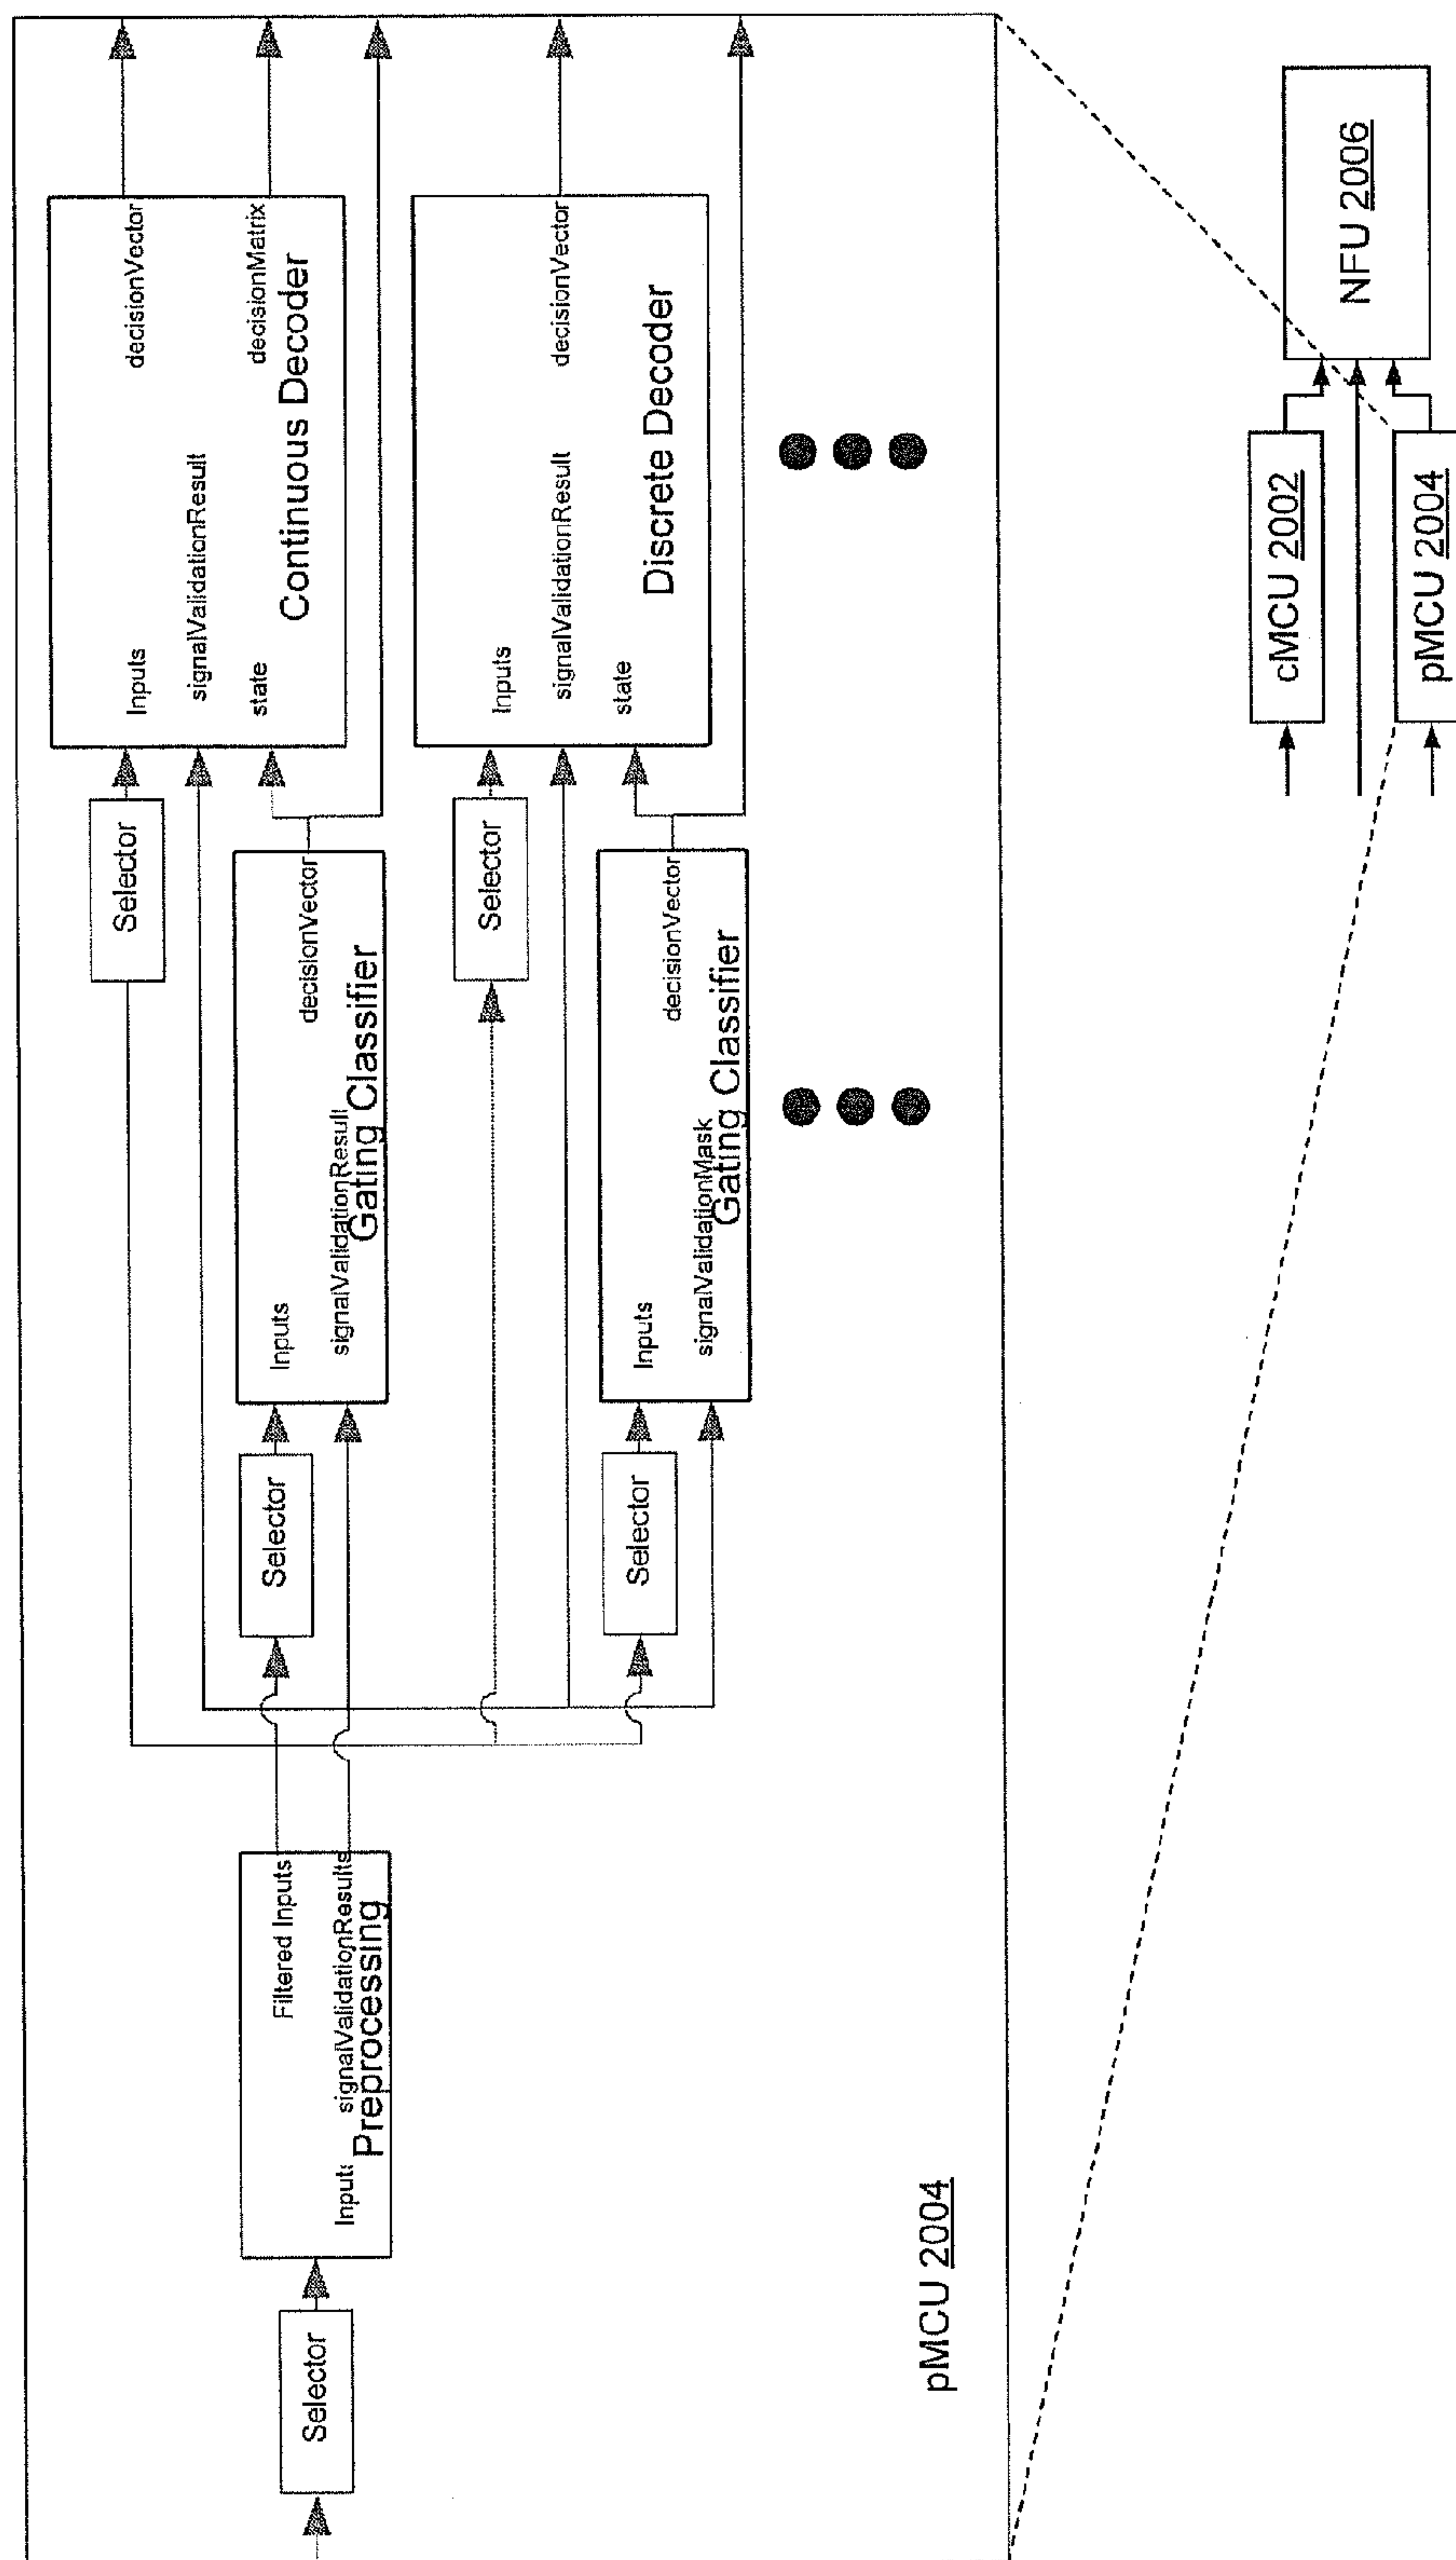 Selector
Inputs
Filtered Inputs
signalValidationResults
Preprocessing
Selector
Inputs
signalValidationResult
decisionVector
Gating Classifier
Selector
Inputs
signalValidationResult
state
decisionVector
decisionMatrix
Continuous Decoder
Selector
Inputs
signalValidationMask
decisionVector
Gating Classifier
Selector
Inputs
signalValidationResult
state
decisionVector
Discrete Decoder
pMCU 2004
cMCU 2002
pMCU 2004
NFU 2006